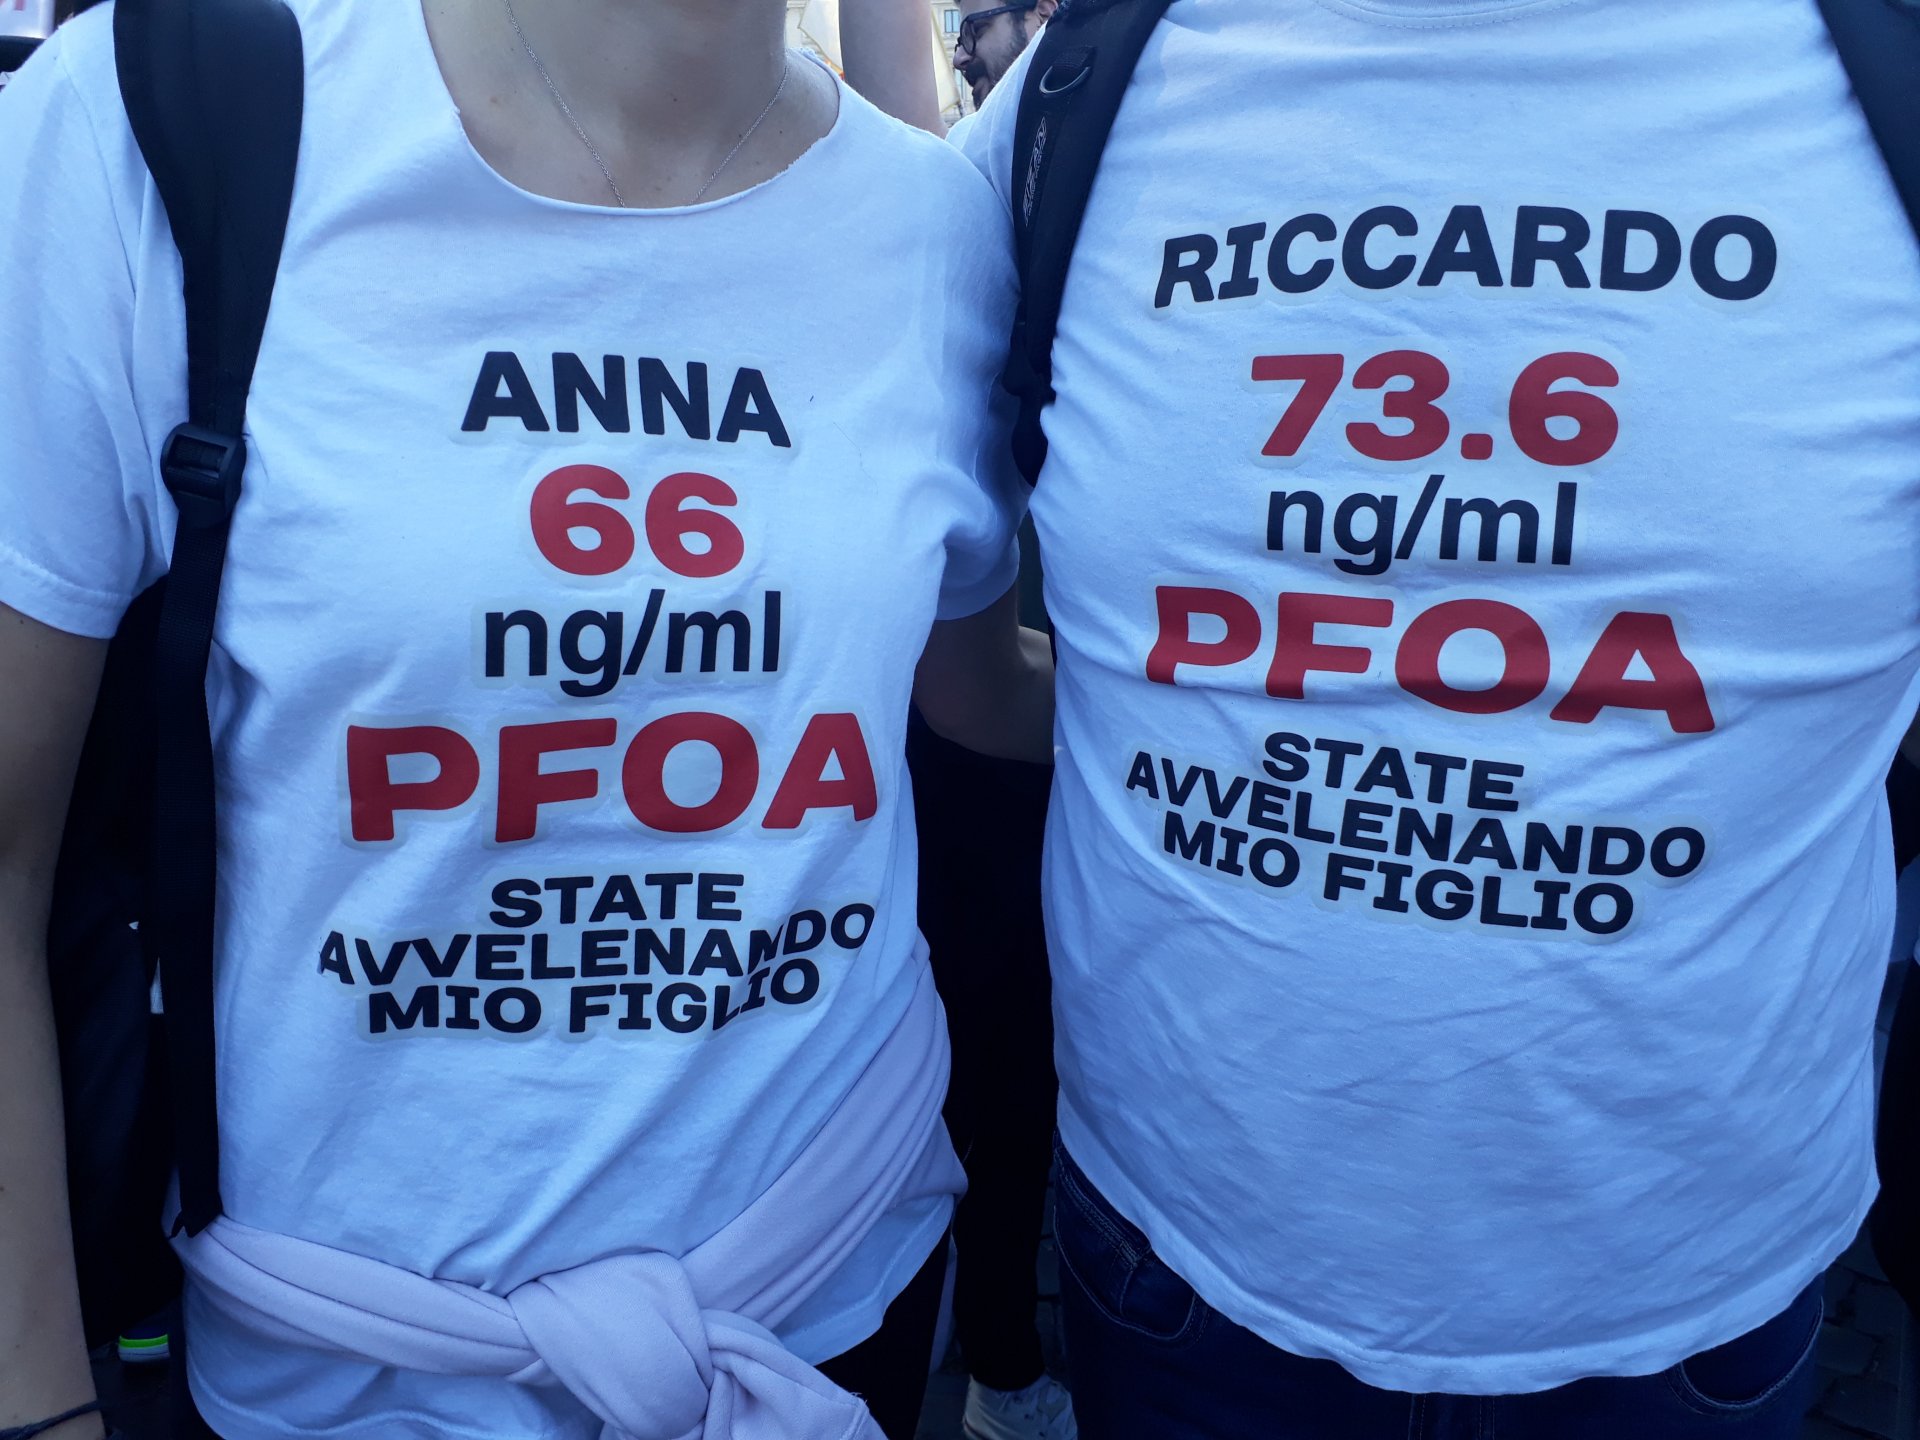 ANNA
66
ng/ml
PFOA
STATE
AVVELENANDO
MIO FIGLIO
RICCARDO
73.6
ng/ml
PFOA
STATE
AVVELENANDO
MIO FIGLIO